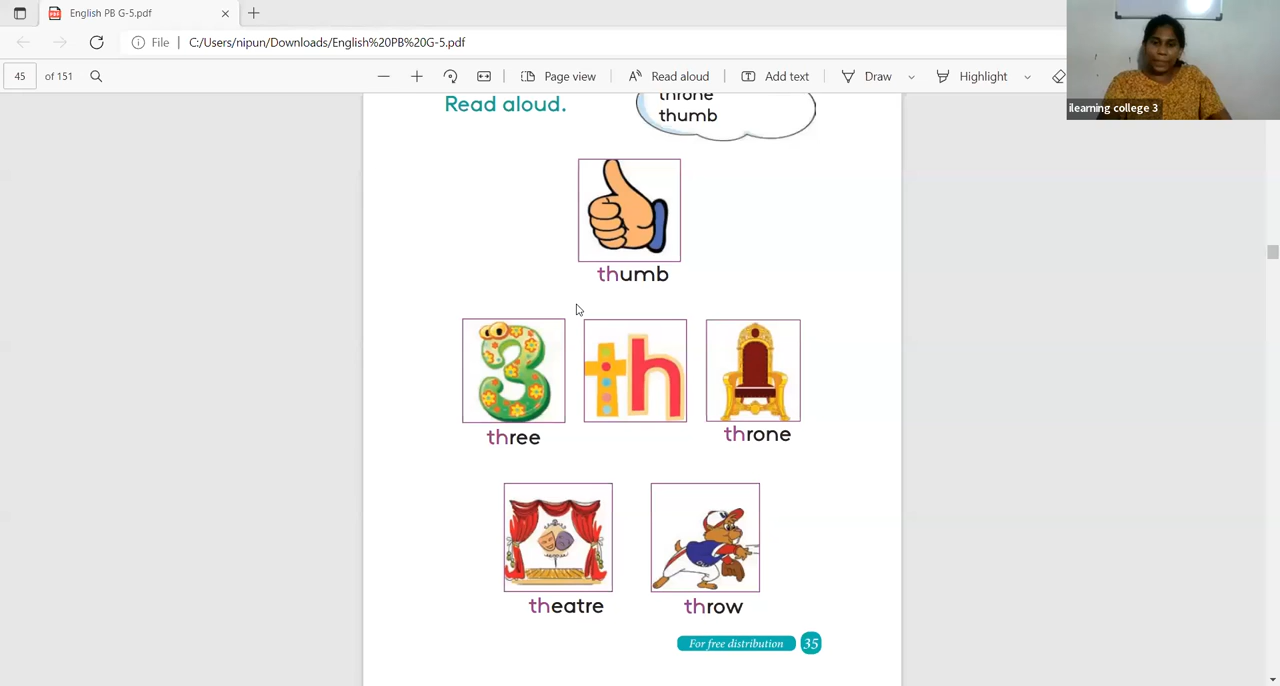 English PB G-5.pdf
File
C:/Users/nipun/Downloads/English%20PB%20G-5.pdf
45 of 151
Page view
Read aloud
Add text
Draw
Highlight
ilearning college 3
Read aloud.
throne
thumb
thumb
3 th
three
throne
theatre
throw
For free distribution 35